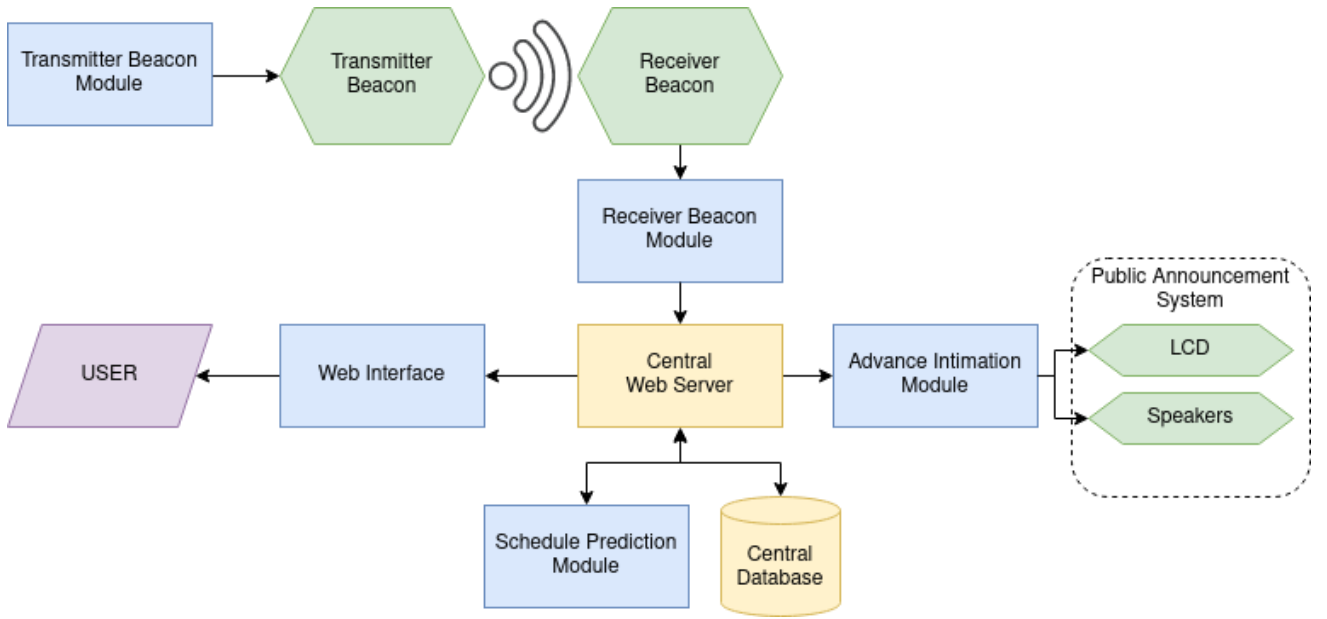 Transmitter Beacon
Module
Transmitter
Beacon
Receiver
Beacon
Receiver Beacon
Module
Public Announcement
System
LCD
Speakers
USER
Web Interface
Central
Web Server
Advance Intimation
Module
Schedule Prediction
Module
Central
Database